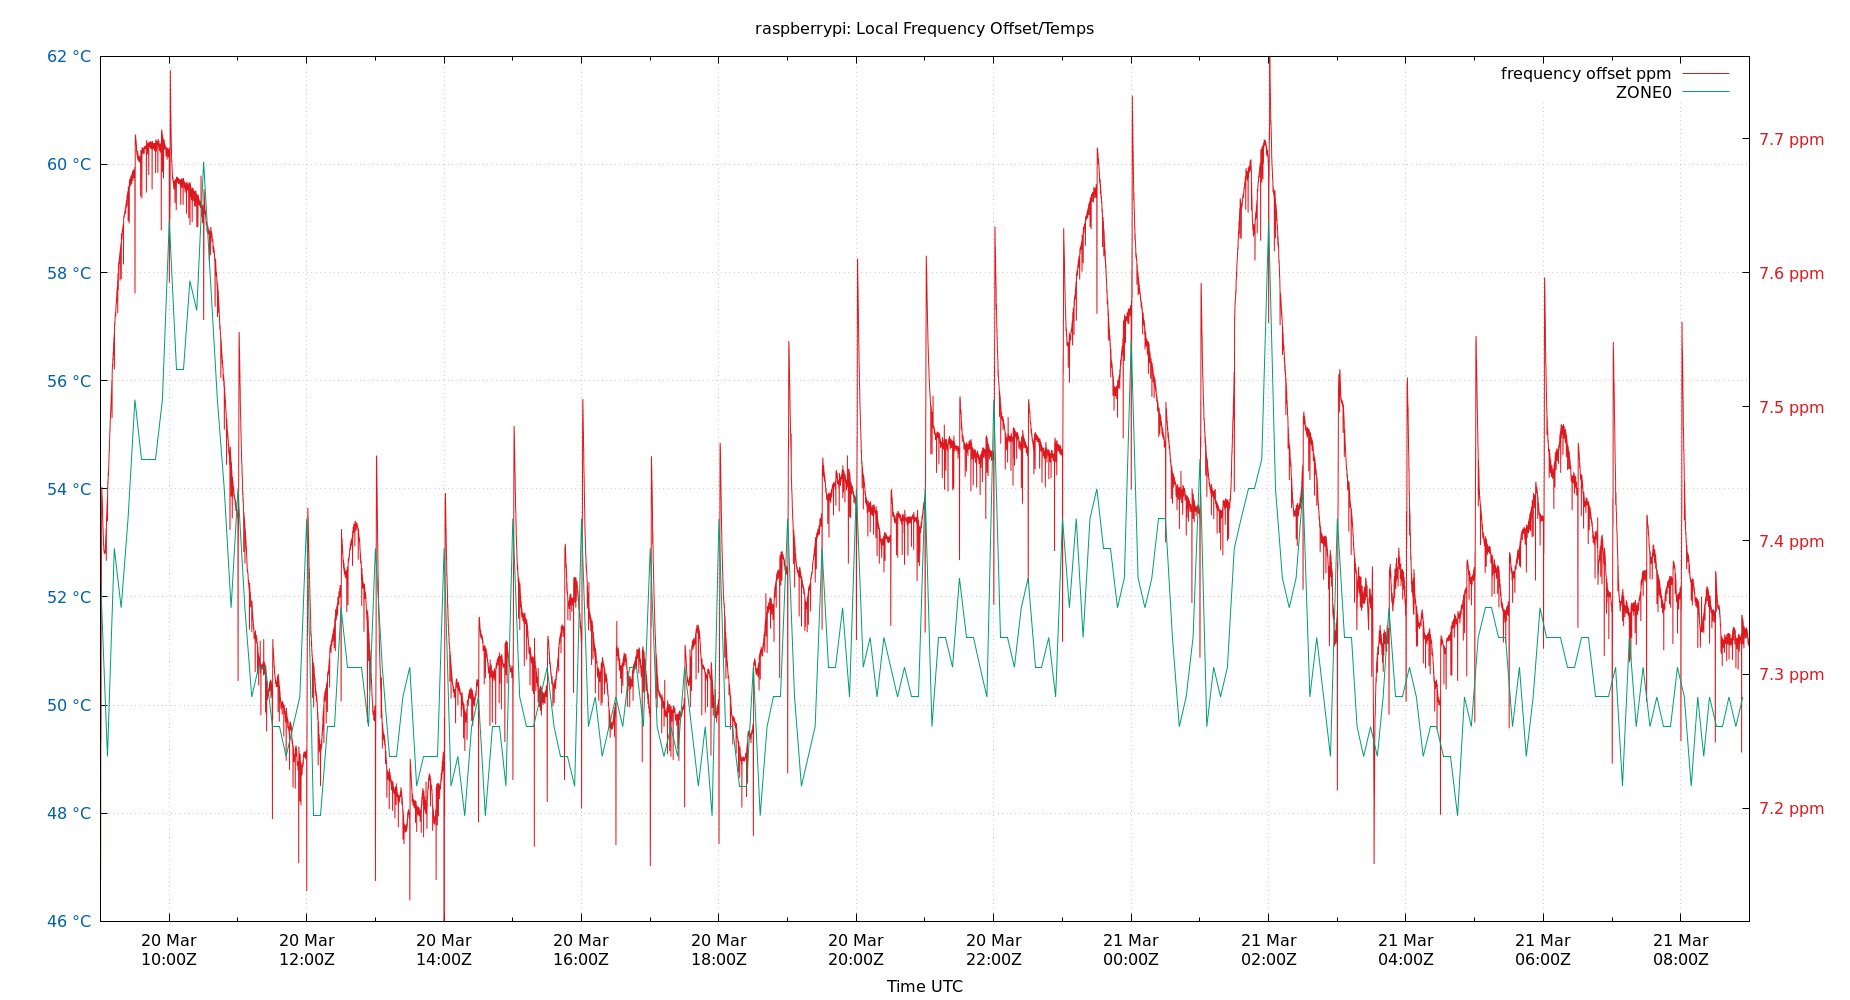 raspberrypi: Local Frequency Offset/Temps
62 °C
60 °C
58 °C
56 °C
54 °C
52 °C
50 °C
48 °C
46 °C
frequency offset ppm
ZONE0
7.7 ppm
7.6 ppm
7.5 ppm
7.4 ppm
7.3 ppm
7.2 ppm
20 Mar
10:00Z
20 Mar
12:00Z
20 Mar
14:00Z
20 Mar
16:00Z
20 Mar
18:00Z
20 Mar
20:00Z
20 Mar
22:00Z
21 Mar
00:00Z
21 Mar
02:00Z
21 Mar
04:00Z
21 Mar
06:00Z
21 Mar
08:00Z
Time UTC